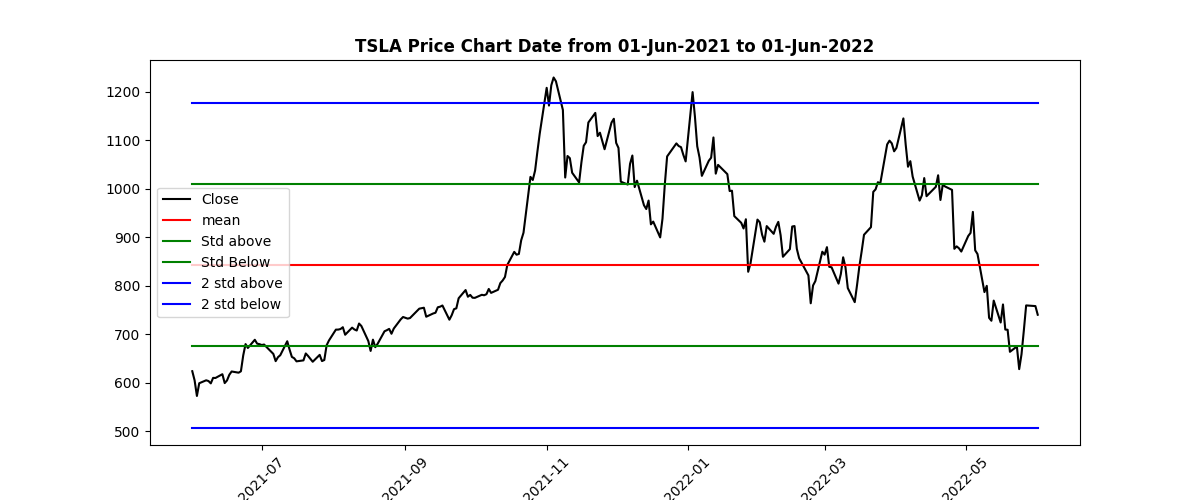 TSLA Price Chart Date from 01-Jun-2021 to 01-Jun-2022
1200
1100
1000
900
800
700
600
500
Close
mean
Std above
Std Below
2 std above
2 std below
2021-07
2021-09
2021-11
2022-01
2022-03
2022-05